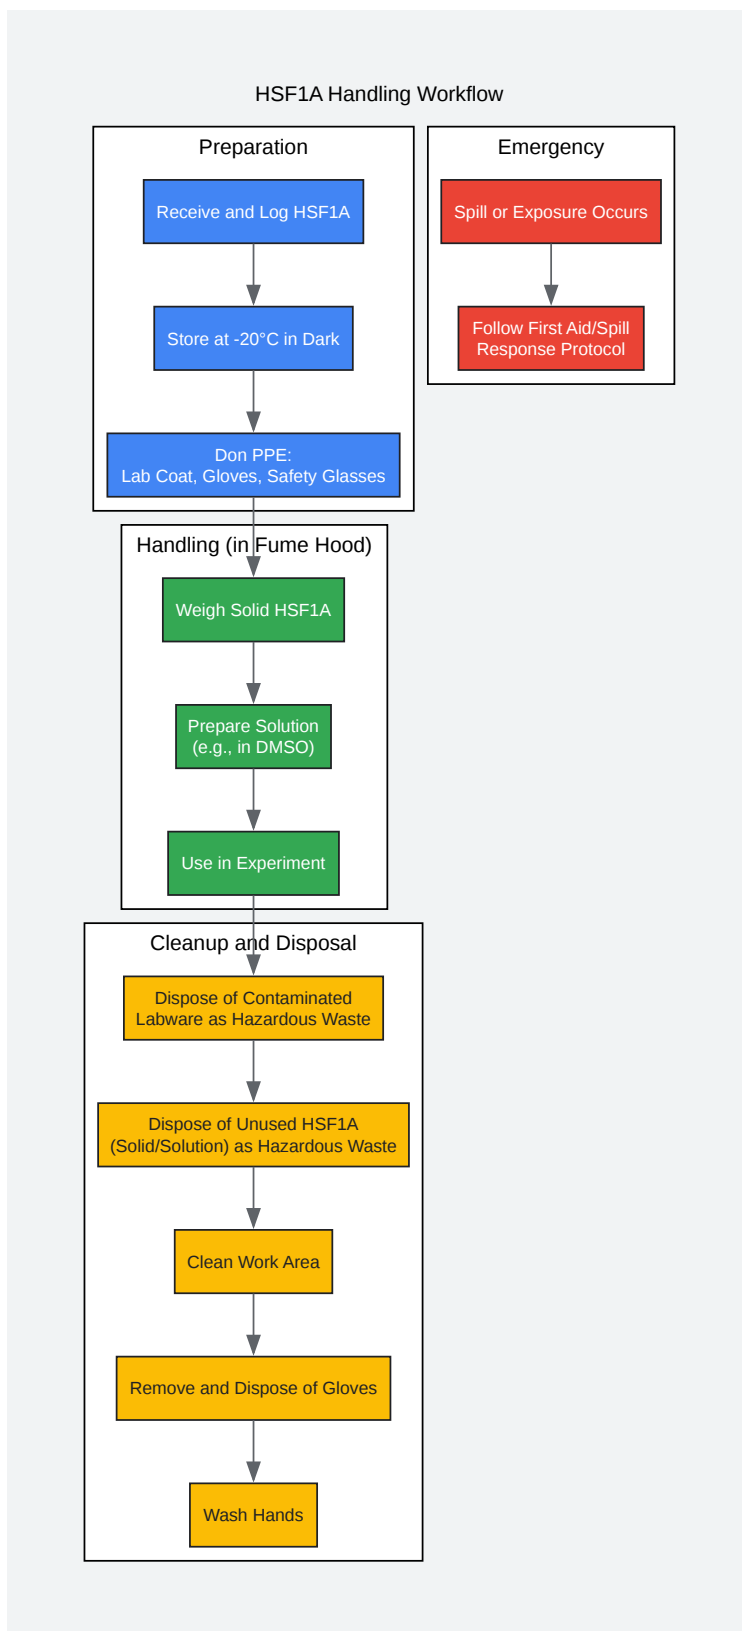 HSF1A Handling Workflow
Preparation
Receive and Log HSF1A
Store at -20°C in Dark
Don PPE:
Lab Coat, Gloves, Safety Glasses
Emergency
Spill or Exposure Occurs
Follow First Aid/Spill
Response Protocol
Handling (in Fume Hood)
Weigh Solid HSF1A
Prepare Solution
(e.g., in DMSO)
Use in Experiment
Cleanup and Disposal
Dispose of Contaminated
Labware as Hazardous Waste
Dispose of Unused HSF1A
(Solid/Solution) as Hazardous Waste
Clean Work Area
Remove and Dispose of Gloves
Wash Hands